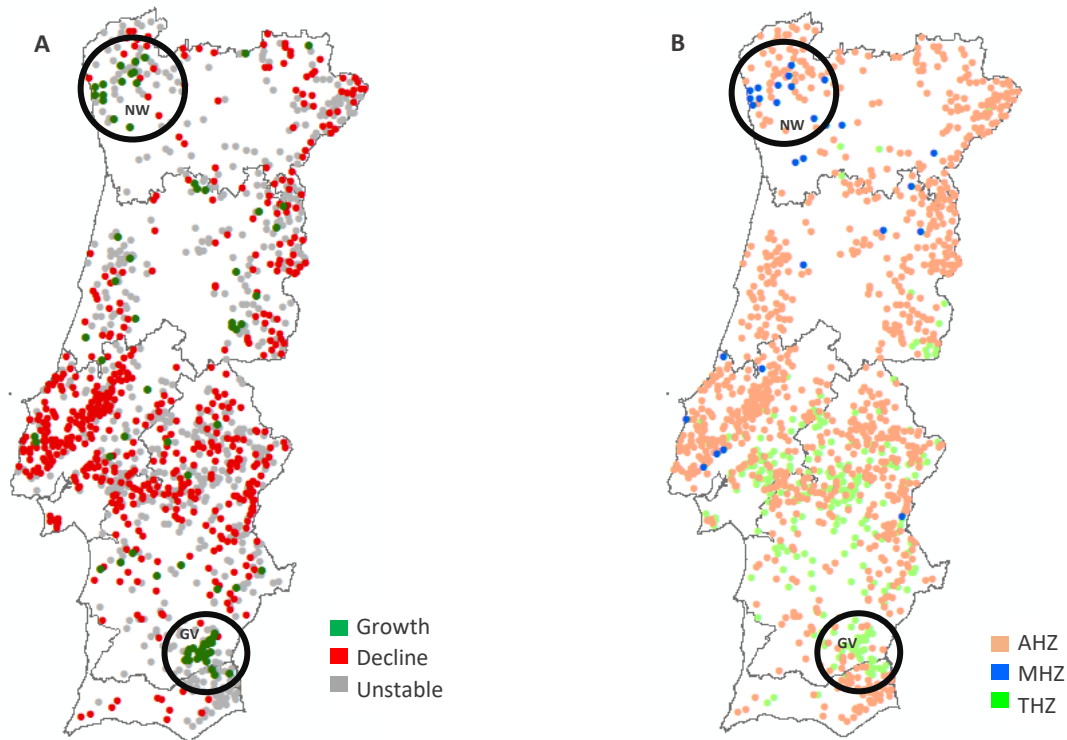 A
NW
GV
Growth
Decline
Unstable
B
NW
GV
AHZ
MHZ
THZ